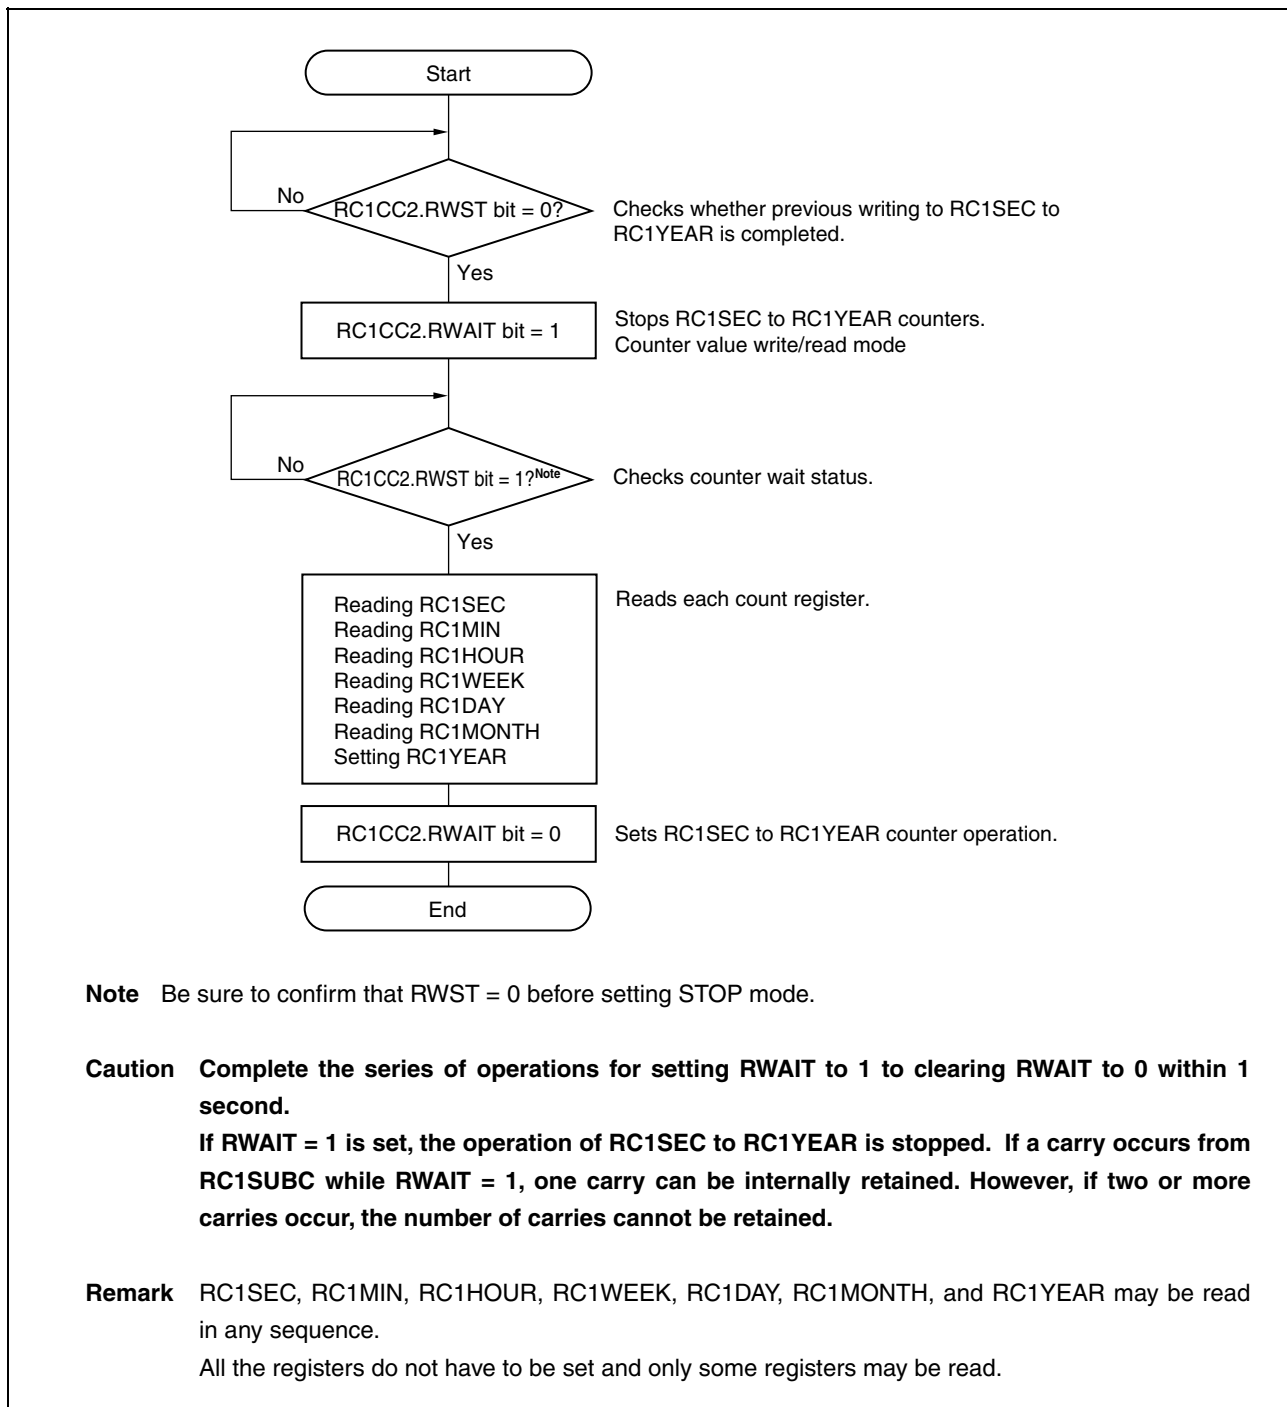 Start
No
RC1CC2.RWST bit = 0?
Checks whether previous writing to RC1SEC to
RC1YEAR is completed.
Yes
RC1CC2.RWAIT bit = 1
Stops RC1SEC to RC1YEAR counters.
Counter value write/read mode
No
RC1CC2.RWST bit = 1?Note
Checks counter wait status.
Yes
Reading RC1SEC
Reading RC1MIN
Reading RC1HOUR
Reading RC1WEEK
Reading RC1DAY
Reading RC1MONTH
Setting RC1YEAR
Reads each count register.
RC1CC2.RWAIT bit = 0
Sets RC1SEC to RC1YEAR counter operation.
End
Note Be sure to confirm that RWST = 0 before setting STOP mode.
Caution Complete the series of operations for setting RWAIT to 1 to clearing RWAIT to 0 within 1
second.
If RWAIT = 1 is set, the operation of RC1SEC to RC1YEAR is stopped. If a carry occurs from
RC1SUBC while RWAIT = 1, one carry can be internally retained. However, if two or more
carries occur, the number of carries cannot be retained.
Remark RC1SEC, RC1MIN, RC1HOUR, RC1WEEK, RC1DAY, RC1MONTH, and RC1YEAR may be read
in any sequence.
All the registers do not have to be set and only some registers may be read.